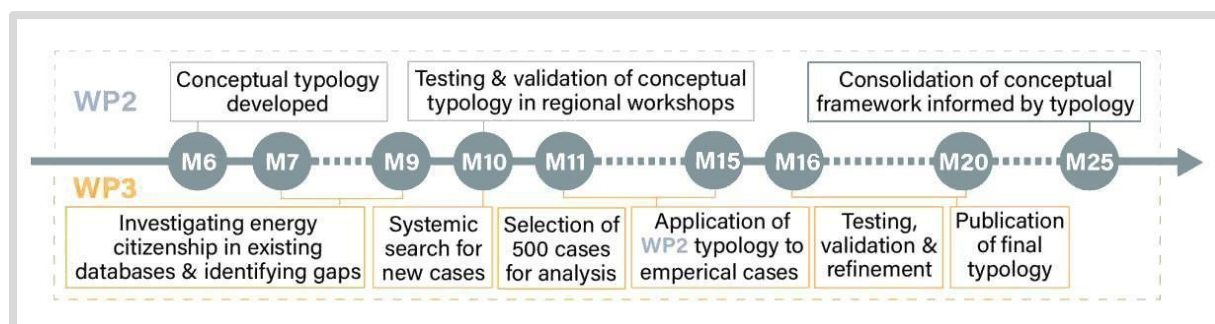 Conceptual typology
developed
Testing & validation of conceptual
typology in regional workshops
Consolidation of conceptual
framework informed by typology
WP2
M6
M7
M9
M10
M11
M15
M16
M20
M25
WP3
Investigating energy
citizenship in existing
databases & identifying gaps
Systemic
search for
new cases
Selection of
500 cases
for analysis
Application of
WP2 typology to
emperical cases
Testing,
validation &
refinement
Publication
of final
typology